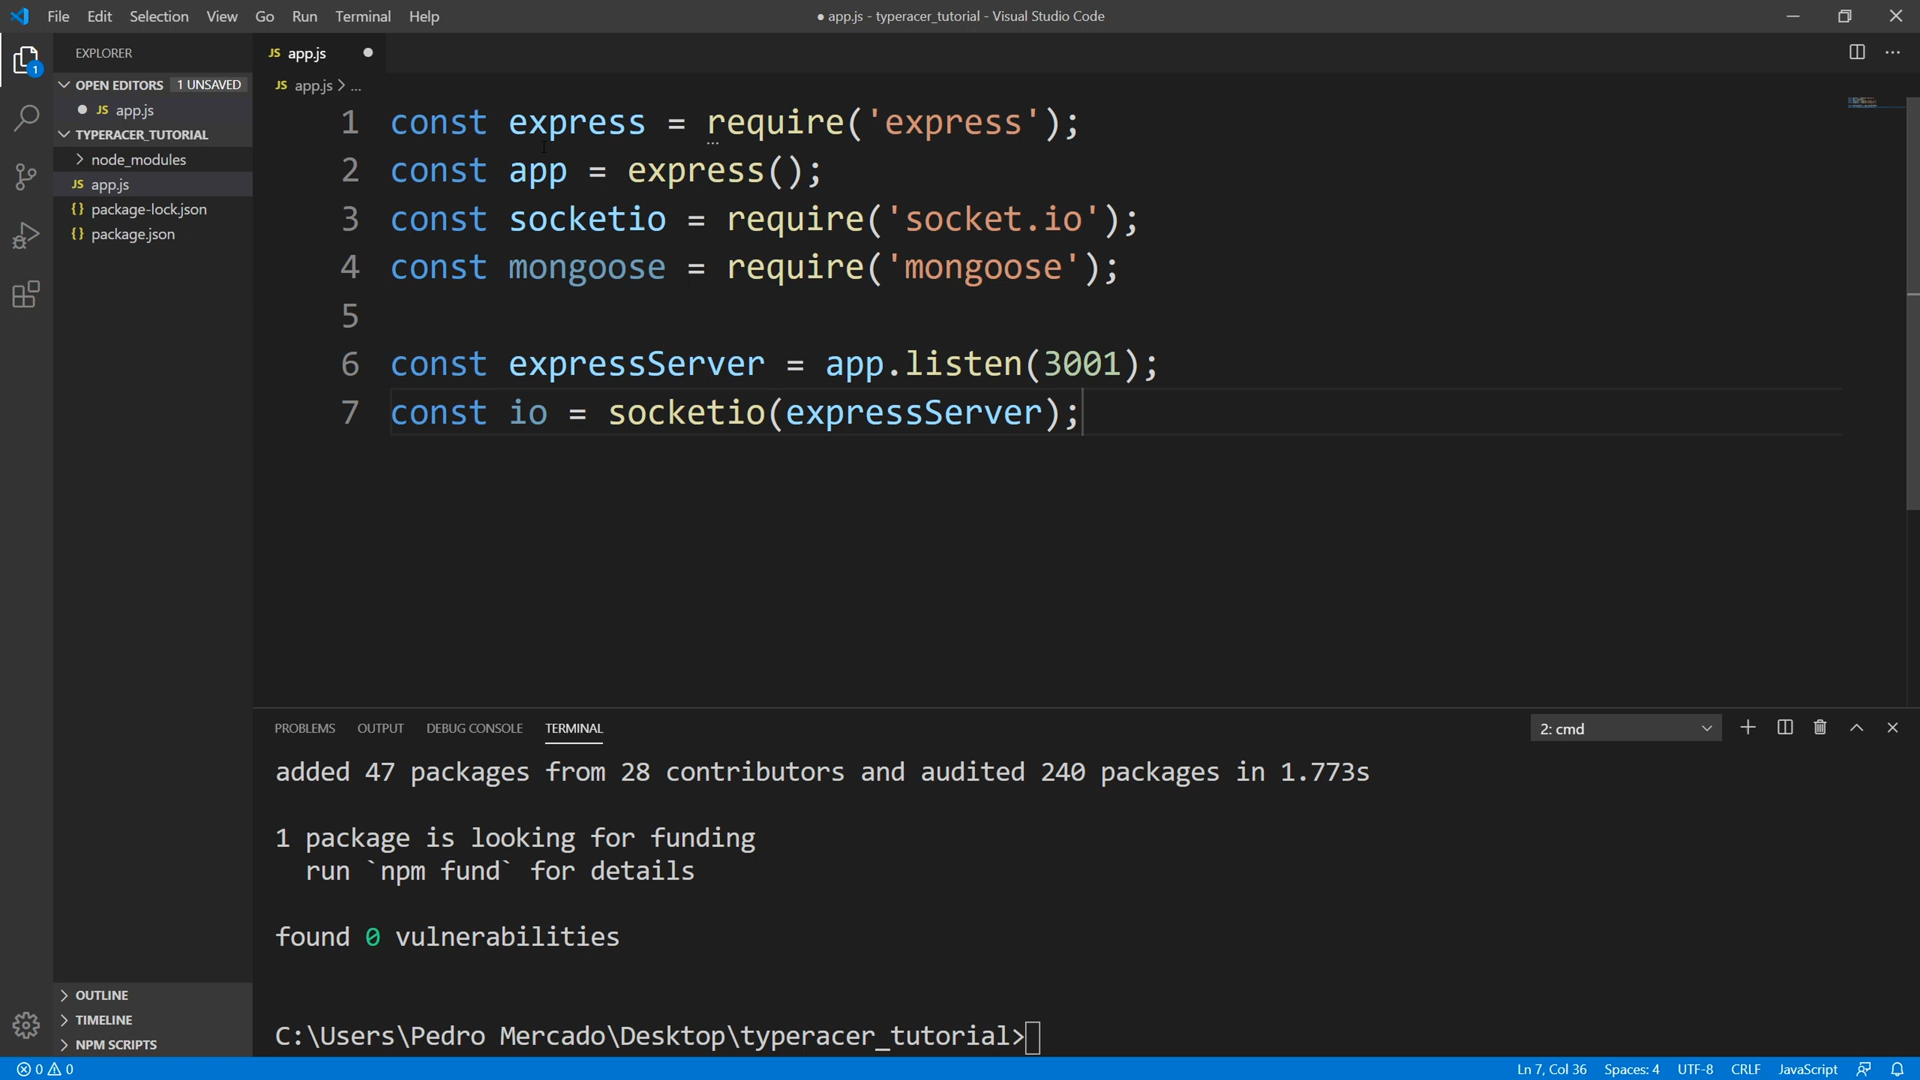 File Edit Selection View Go Run Terminal Help
● app.js - typeracer_tutorial - Visual Studio Code
EXPLORER
OPEN EDITORS 1 UNSAVED
● JS app.js
TYPERACER_TUTORIAL
node_modules
JS app.js
{} package-lock.json
{} package.json
OUTLINE
TIMELINE
NPM SCRIPTS
1
JS app.js ●
JS app.js > ...
1 const express = require('express');
2 const app = express();
3 const socketio = require('socket.io');
4 const mongoose = require('mongoose');
5
6 const expressServer = app.listen(3001);
7 const io = socketio(expressServer);
PROBLEMS OUTPUT DEBUG CONSOLE TERMINAL
2: cmd
added 47 packages from 28 contributors and audited 240 packages in 1.773s
1 package is looking for funding
run `npm fund` for details
found 0 vulnerabilities
C:\Users\Pedro Mercado\Desktop\typeracer_tutorial>
0 0
Ln 7, Col 36 Spaces: 4 UTF-8 CRLF JavaScript